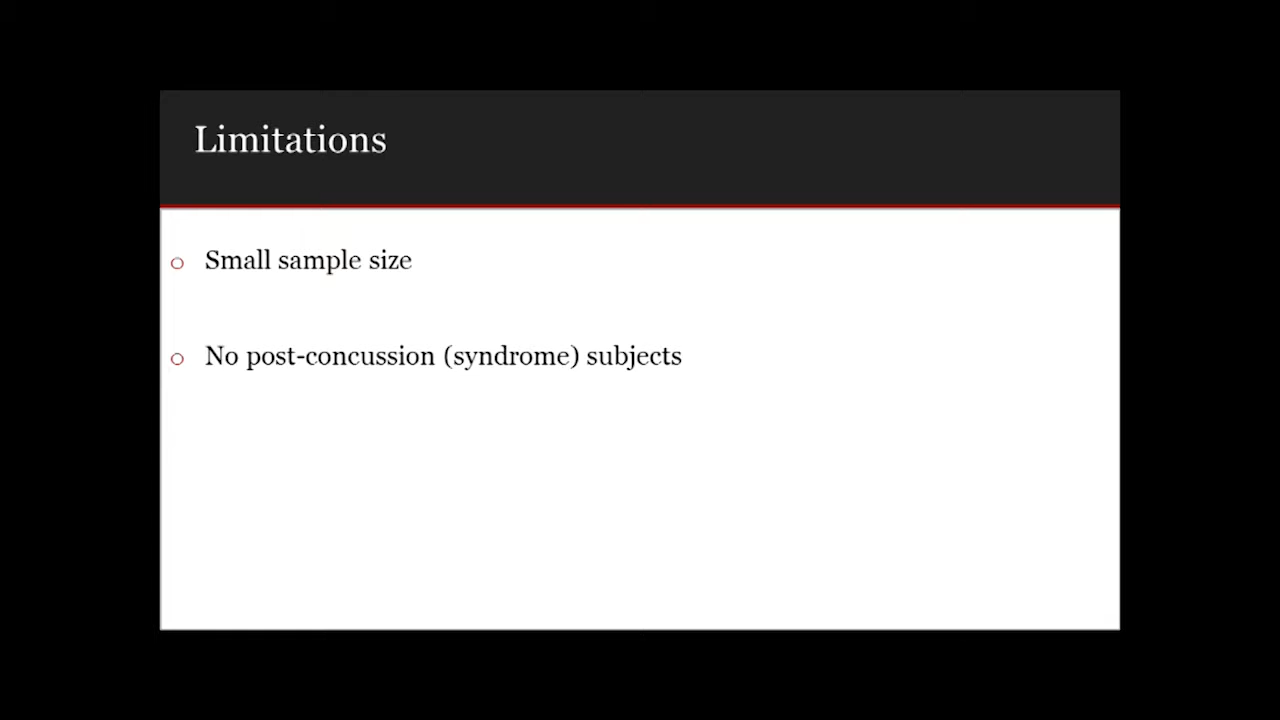 Limitations
Small sample size
No post-concussion (syndrome) subjects